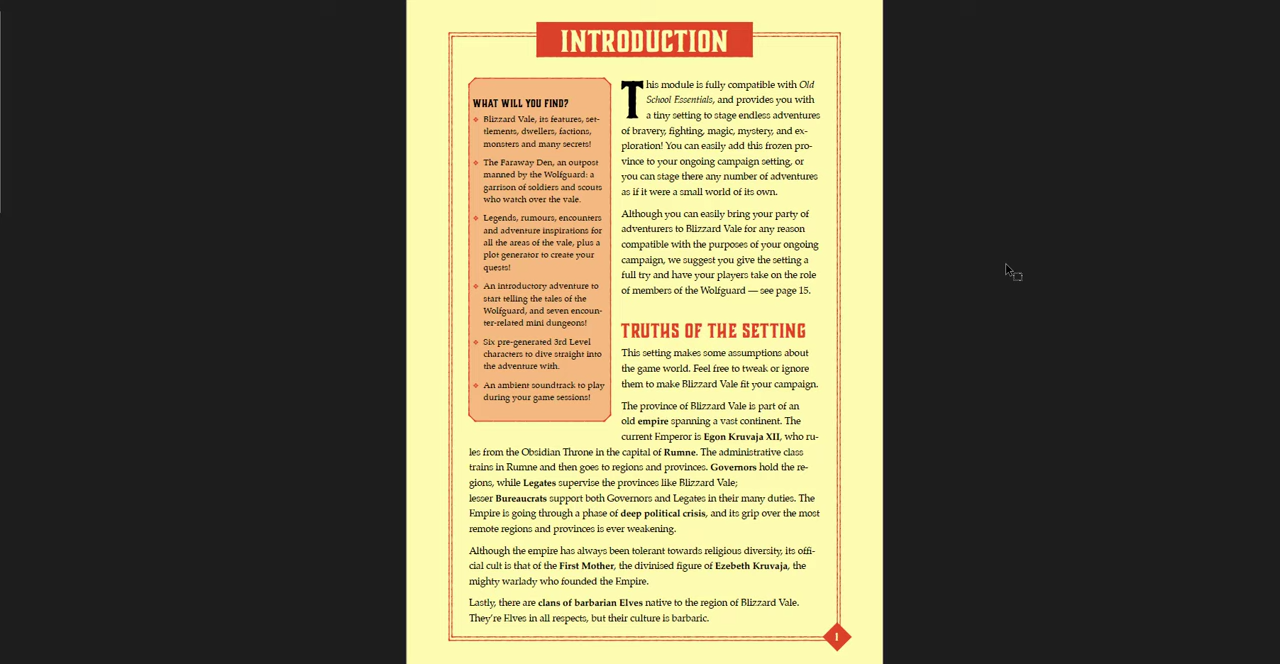 INTRODUCTION
WHAT WILL YOU FIND?
Blizzard Vale, its features, set-
tlements, dwellers, factions,
monsters and many secrets!
The Faraway Den, an outpost
manned by the Wolfguard: a
garrison of soldiers and scouts
who watch over the vale.
Legends, rumours, encounters
and adventure inspirations for
all the areas of the vale, plus a
plot generator to create your
quests!
An introductory adventure to
start telling the tales of the
Wolfguard, and seven encoun-
ter-related mini dungeons!
Six pre-generated 3rd Level
characters to dive straight into
the adventure with.
An ambient soundtrack to play
during your game sessions!
This module is fully compatible with Old
School Essentials, and provides you with
a tiny setting to stage endless adventures
of bravery, fighting, magic, mystery, and ex-
ploration! You can easily add this frozen pro-
vince to your ongoing campaign setting, or
you can stage there any number of adventures
as if it were a small world of its own.
Although you can easily bring your party of
adventurers to Blizzard Vale for any reason
compatible with the purposes of your ongoing
campaign, we suggest you give the setting a
full try and have your players take on the role
of members of the Wolfguard — see page 15.
TRUTHS OF THE SETTING
This setting makes some assumptions about
the game world. Feel free to tweak or ignore
them to make Blizzard Vale fit your campaign.
The province of Blizzard Vale is part of an
old empire spanning a vast continent. The
current Emperor is Egon Kruvaja XII, who ru-
les from the Obsidian Throne in the capital of Rumne. The administrative class
trains in Rumne and then goes to regions and provinces. Governors hold the re-
gions, while Legates supervise the provinces like Blizzard Vale;
lesser Bureaucrats support both Governors and Legates in their many duties. The
Empire is going through a phase of deep political crisis, and its grip over the most
remote regions and provinces is ever weakening.
Although the empire has always been tolerant towards religious diversity, its offi-
cial cult is that of the First Mother, the divinised figure of Ezebeth Kruvaja, the
mighty warlady who founded the Empire.
Lastly, there are clans of barbarian Elves native to the region of Blizzard Vale.
They're Elves in all respects, but their culture is barbaric.
1